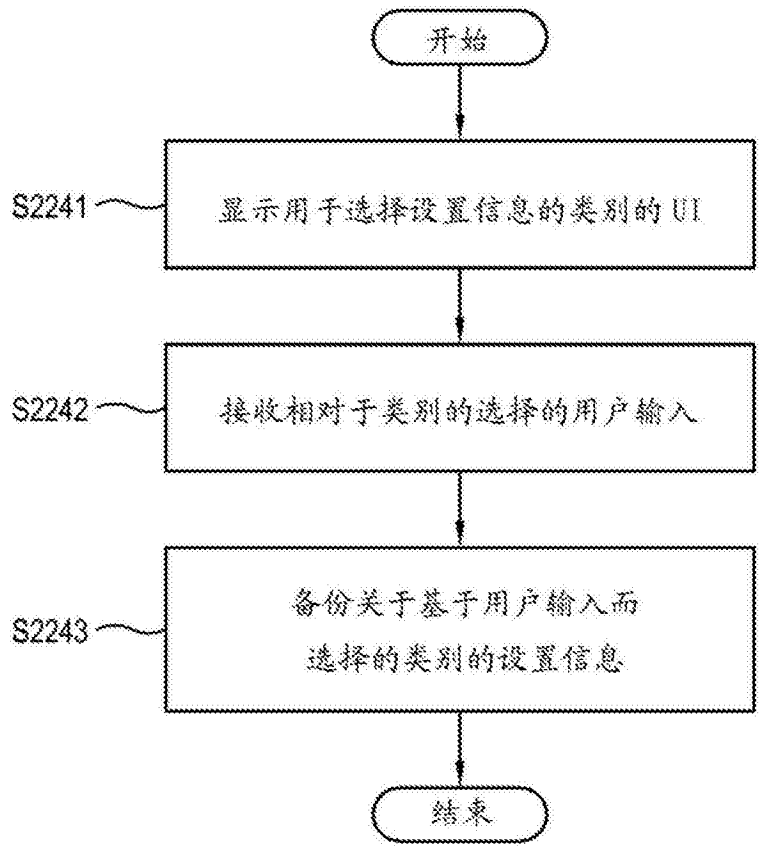 开始
S2241
显示用于选择设置信息的类别的 UI
S2242
接收相对于类别的选择的用户输入
S2243
备份关于基于用户输入而
选择的类别的设置信息
结束